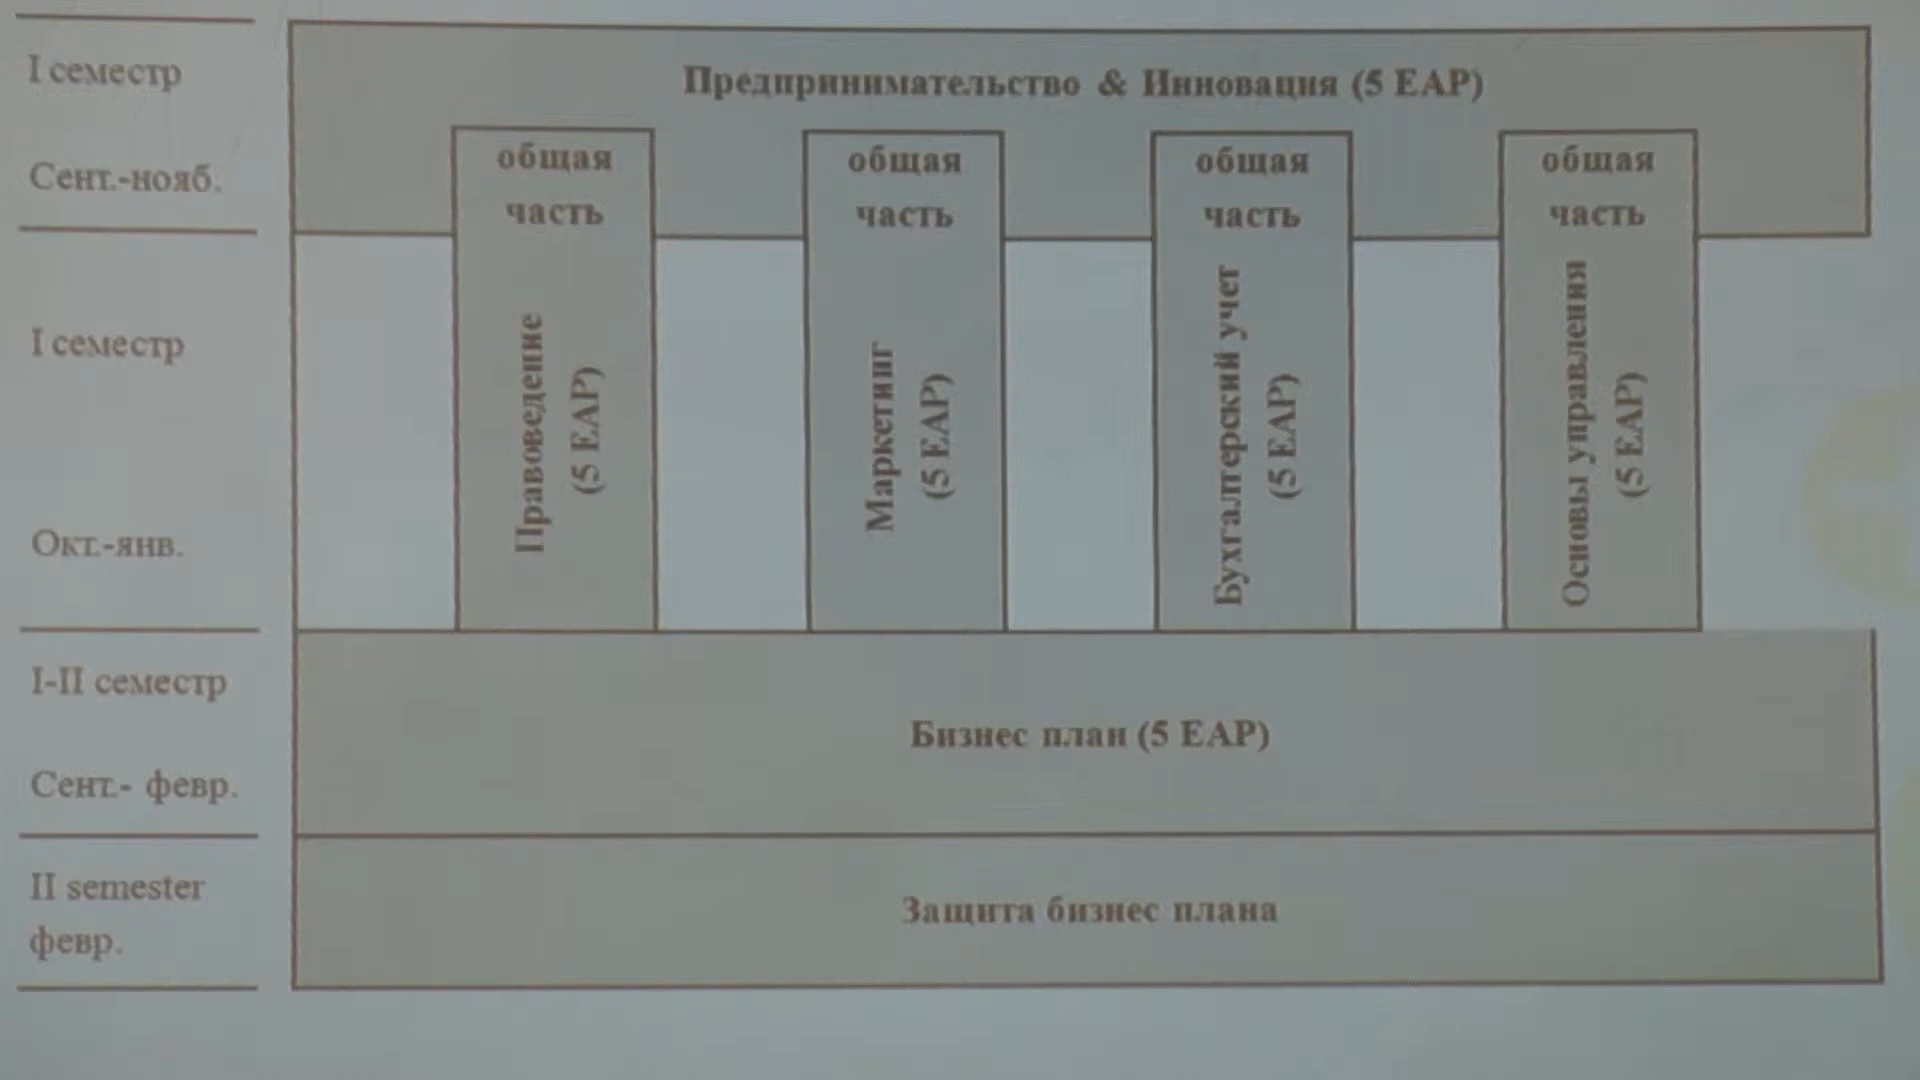 I семестр
Сент.-нояб.
Предпринимательство & Инновация (5 EAP)
общая
часть
общая
часть
общая
часть
общая
часть
I семестр
Окт.-янв.
Правоведение
(5 EAP)
Маркетинг
(5 EAP)
Бухгалтерский учет
(5 EAP)
Основы управления
(5 EAP)
I-II семестр
Сент.- февр.
Бизнес план (5 EAP)
II semester
февр.
Защита бизнес плана